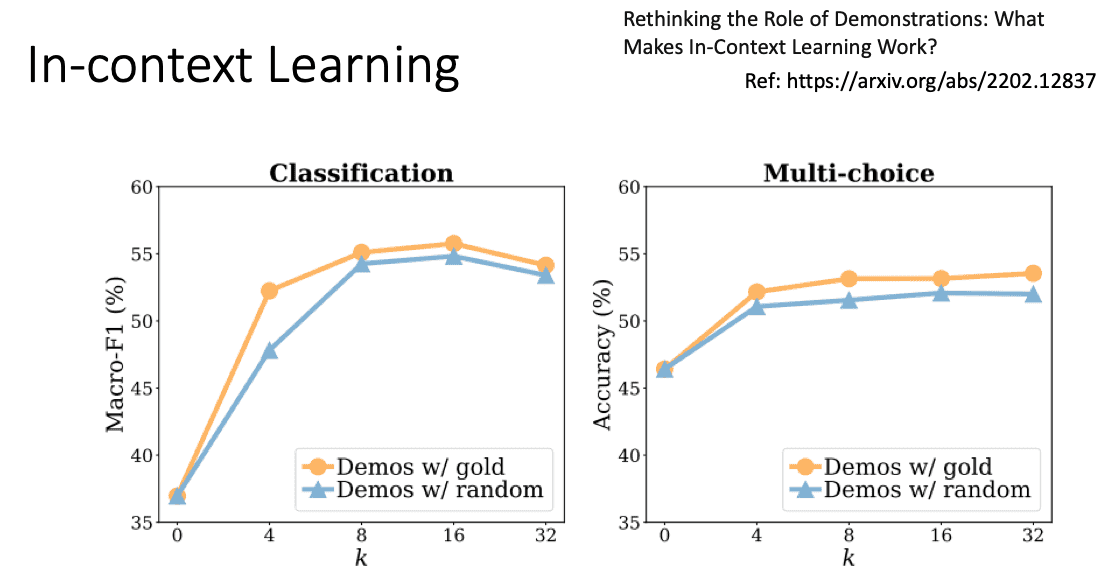 In-context Learning
Rethinking the Role of Demonstrations: What
Makes In-Context Learning Work?
Ref: https://arxiv.org/abs/2202.12837
Classification
60
55
50
45
40
35
Macro-F1 (%)
0 4 8 16 32
k
Demos w/ gold
Demos w/ random
Multi-choice
60
55
50
45
40
35
Accuracy (%)
0 4 8 16 32
k
Demos w/ gold
Demos w/ random